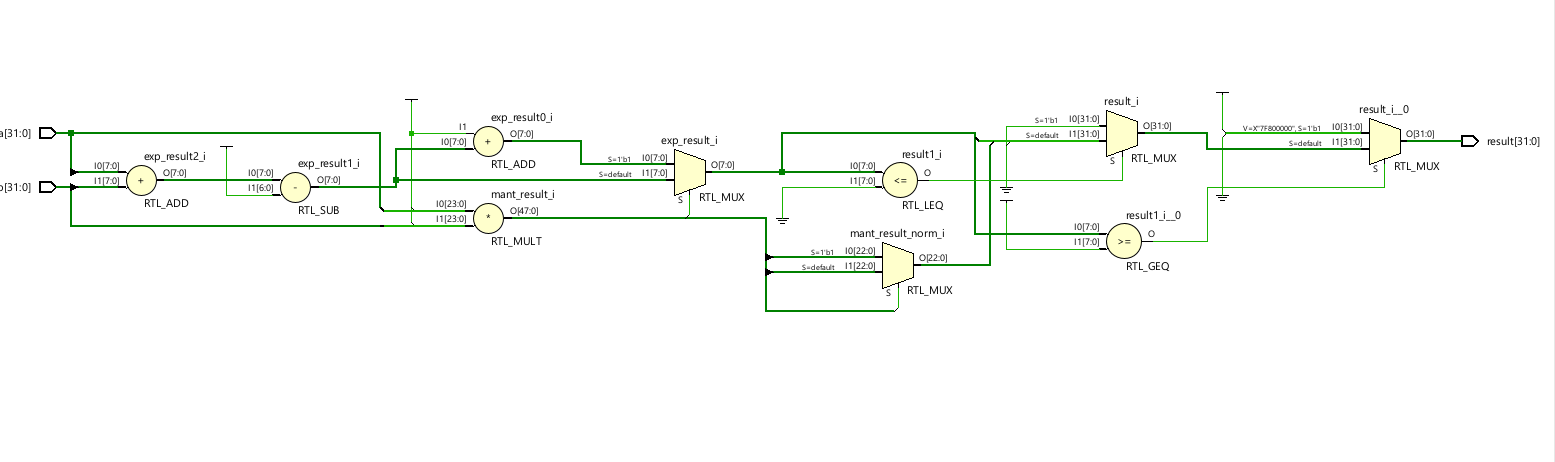 a[31:0]
b[31:0]
exp_result2_i
I0[7:0]
I1[7:0]
+
O[7:0]
RTL_ADD
exp_result1_i
I0[7:0]
I1[6:0]
-
O[7:0]
RTL_SUB
exp_result0_i
I1
I0[7:0]
+
O[7:0]
RTL_ADD
mant_result_i
I0[23:0]
I1[23:0]
*
O[47:0]
RTL_MULT
exp_result_i
S=1'b1 I0[7:0]
S=default I1[7:0]
O[7:0]
S
RTL_MUX
mant_result_norm_i
S=1'b1 I0[22:0]
S=default I1[22:0]
O[22:0]
S
RTL_MUX
result1_i
I0[7:0]
I1[7:0]
<=
O
RTL_LEQ
result_i
S=1'b1 I0[31:0]
S=default I1[31:0]
O[31:0]
S
RTL_MUX
result1_i__0
I0[7:0]
I1[7:0]
>=
O
RTL_GEQ
result_i__0
V=X"7F800000", S=1'b1 I0[31:0]
S=default I1[31:0]
O[31:0]
S
RTL_MUX
result[31:0]